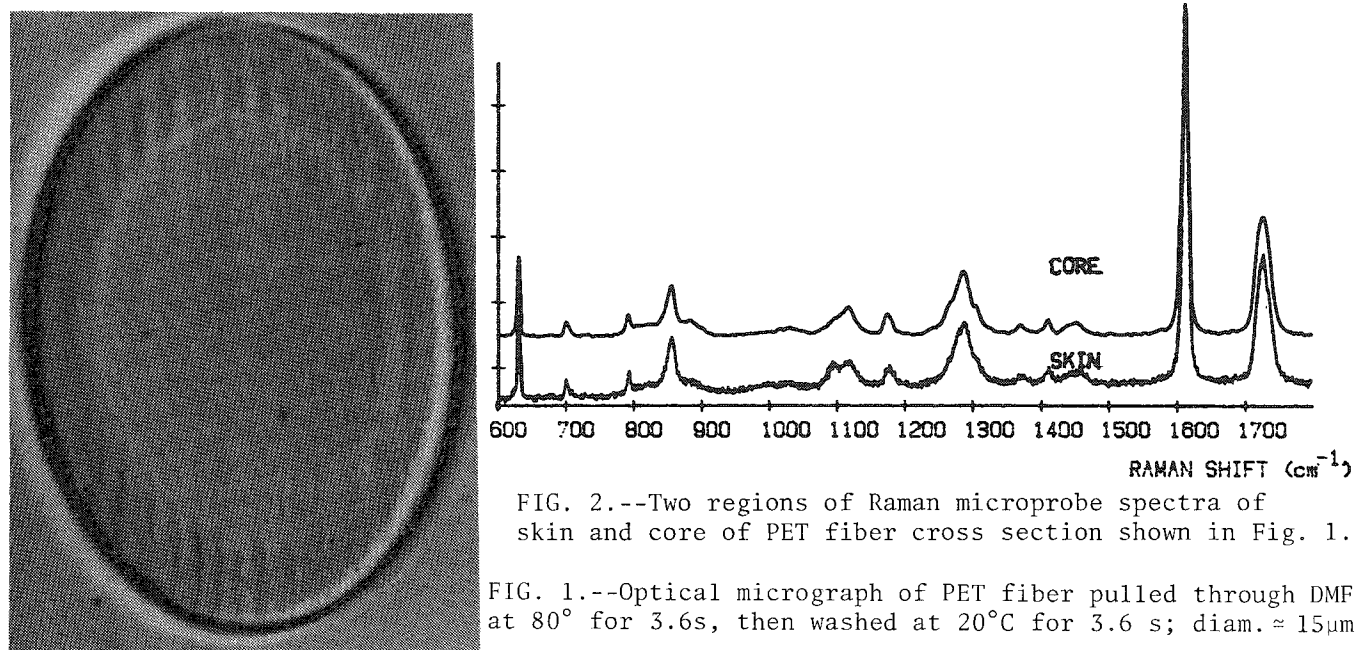 CORE
SKIN
600 700 800 900 1000 1100 1200 1300 1400 1500 1600 1700
RAMAN SHIFT (cm⁻¹)
FIG. 2.--Two regions of Raman microprobe spectra of
skin and core of PET fiber cross section shown in Fig. 1.
FIG. 1.--Optical micrograph of PET fiber pulled through DMF
at 80° for 3.6s, then washed at 20°C for 3.6 s; diam. ≃ 15μm